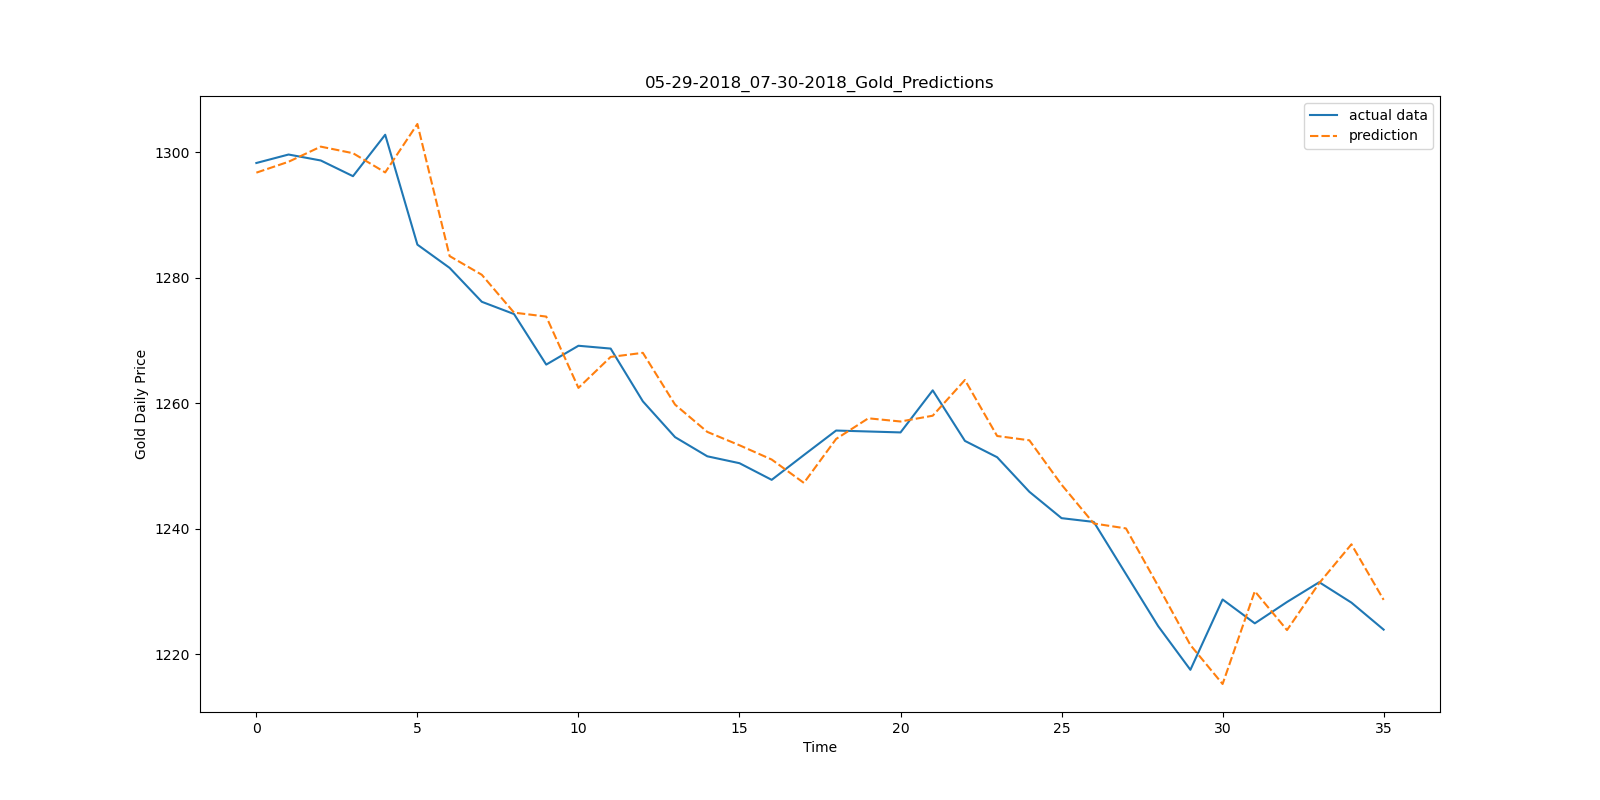 05-29-2018_07-30-2018_Gold_Predictions
actual data
prediction
1300
1280
1260
1240
1220
Gold Daily Price
0 5 10 15 20 25 30 35
Time